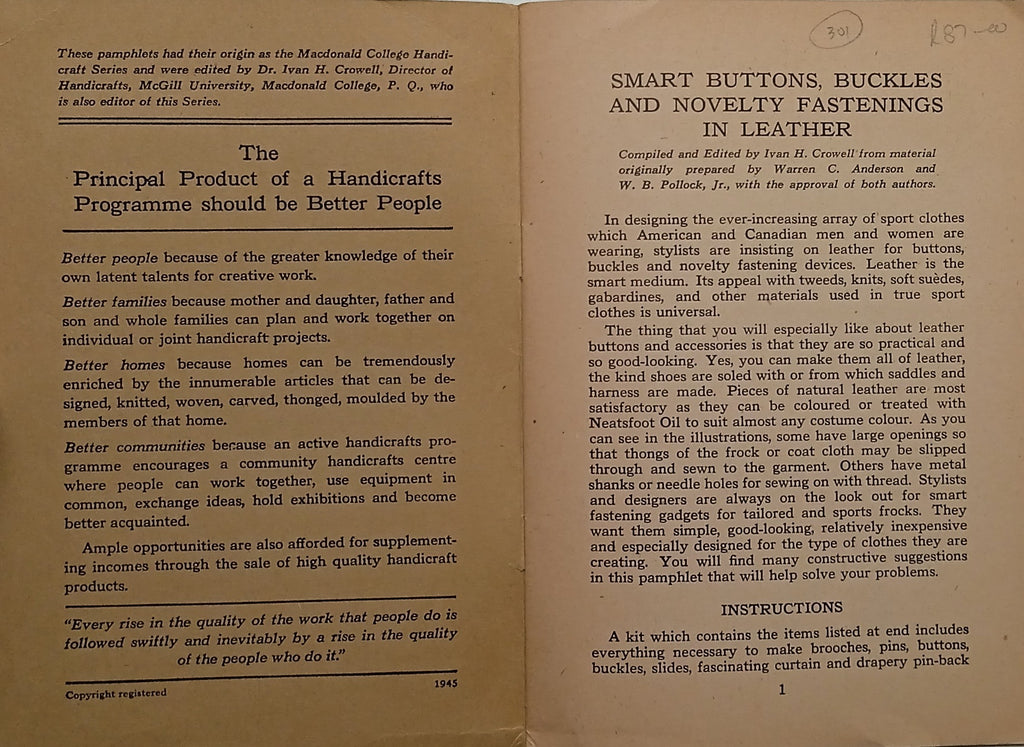 These pamphlets had their origin as the Macdonald College Handi-
craft Series and were edited by Dr. Ivan H. Crowell, Director of
Handicrafts, McGill University, Macdonald College, P. Q., who
is also editor of this Series.
The
Principal Product of a Handicrafts
Programme should be Better People
Better people because of the greater knowledge of their
own latent talents for creative work.
Better families because mother and daughter, father and
son and whole families can plan and work together on
individual or joint handicraft projects.
Better homes because homes can be tremendously
enriched by the innumerable articles that can be de-
signed, knitted, woven, carved, thonged, moulded by the
members of that home.
Better communities because an active handicrafts pro-
gramme encourages a community handicrafts centre
where people can work together, use equipment in
common, exchange ideas, hold exhibitions and become
better acquainted.
Ample opportunities are also afforded for supplement-
ing incomes through the sale of high quality handicraft
products.
"Every rise in the quality of the work that people do is
followed swiftly and inevitably by a rise in the quality
of the people who do it."
Copyright registered 1945
301
SMART BUTTONS, BUCKLES
AND NOVELTY FASTENINGS
IN LEATHER
Compiled and Edited by Ivan H. Crowell from material
originally prepared by Warren C. Anderson and
W. B. Pollock, Jr., with the approval of both authors.
In designing the ever-increasing array of sport clothes
which American and Canadian men and women are
wearing, stylists are insisting on leather for buttons,
buckles and novelty fastening devices. Leather is the
smart medium. Its appeal with tweeds, knits, soft suèdes,
gabardines, and other materials used in true sport
clothes is universal.
The thing that you will especially like about leather
buttons and accessories is that they are so practical and
so good-looking. Yes, you can make them all of leather,
the kind shoes are soled with or from which saddles and
harness are made. Pieces of natural leather are most
satisfactory as they can be coloured or treated with
Neatsfoot Oil to suit almost any costume colour. As you
can see in the illustrations, some have large openings so
that thongs of the frock or coat cloth may be slipped
through and sewn to the garment. Others have metal
shanks or needle holes for sewing on with thread. Stylists
and designers are always on the look out for smart
fastening gadgets for tailored and sports frocks. They
want them simple, good-looking, relatively inexpensive
and especially designed for the type of clothes they are
creating. You will find many constructive suggestions
in this pamphlet that will help solve your problems.
INSTRUCTIONS
A kit which contains the items listed at end includes
everything necessary to make brooches, pins, buttons,
buckles, slides, fascinating curtain and drapery pin-back
1